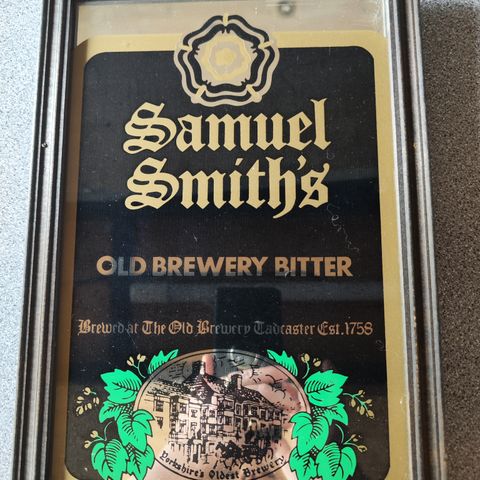 Samuel
Smith's
OLD BREWERY BITTER
Brewed at The Old Brewery Tadcaster Est. 1758
Yorkshire's Oldest Brewery